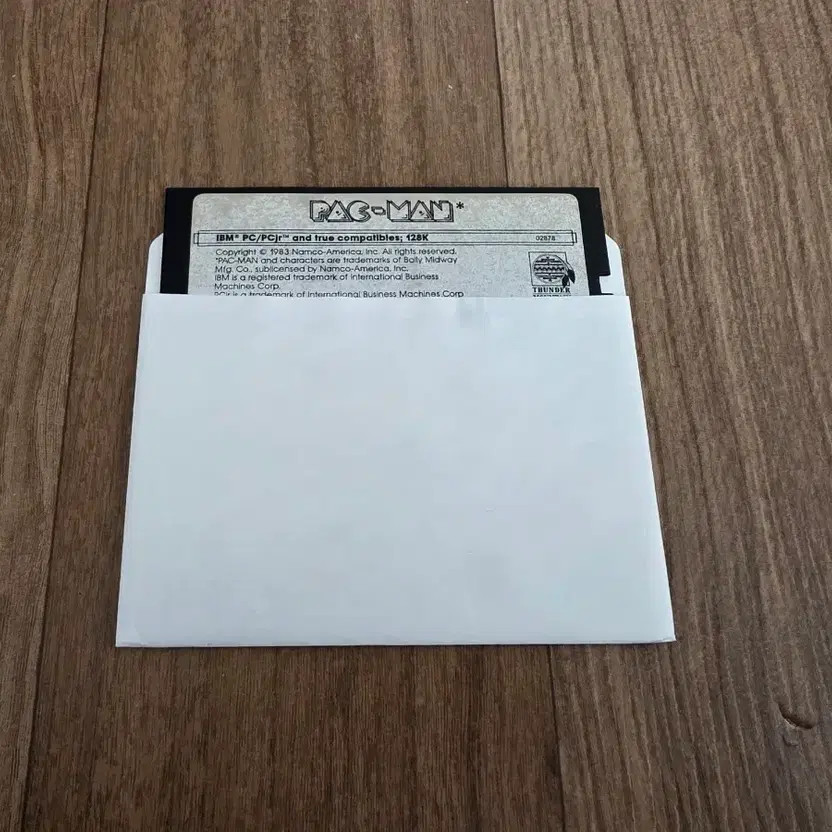 PAC-MAN*
IBM® PC/PCjr™ and true compatibles; 128K 02878
Copyright © 1983 Namco-America, Inc. All rights reserved.
*PAC-MAN and characters are trademarks of Bally Midway
Mfg. Co., sublicensed by Namco-America, Inc.
IBM is a registered trademark of International Business
Machines Corp.
PCjr is a trademark of International Business Machines Corp
THUNDER